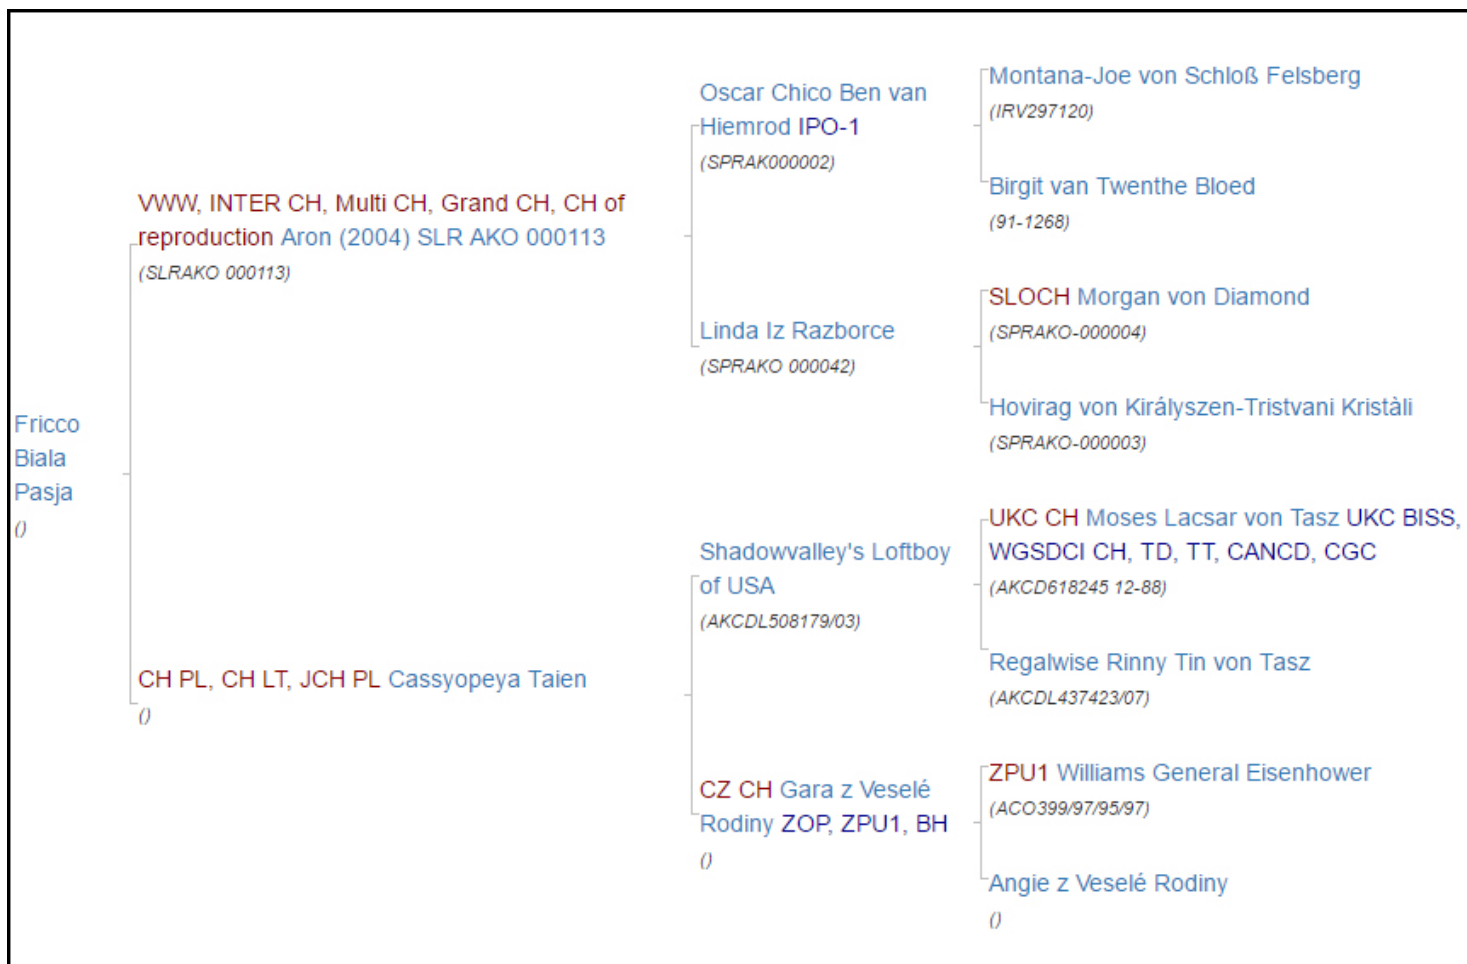 Fricco
Biala
Pasja
()
VWW, INTER CH, Multi CH, Grand CH, CH of
reproduction Aron (2004) SLR AKO 000113
(SLRAKO 000113)
CH PL, CH LT, JCH PL Cassyopeya Taien
()
Oscar Chico Ben van
Hiemrod IPO-1
(SPRAK000002)
Linda Iz Razborce
(SPRAKO 000042)
Shadowvalley's Loftboy
of USA
(AKCDL508179/03)
CZ CH Gara z Veselé
Rodiny ZOP, ZPU1, BH
()
Montana-Joe von Schloß Felsberg
(IRV297120)
Birgit van Twenthe Bloed
(91-1268)
SLOCH Morgan von Diamond
(SPRAKO-000004)
Hovirag von Királyszen-Tristvani Kristàli
(SPRAKO-000003)
UKC CH Moses Lacsar von Tasz UKC BISS,
WGSDCI CH, TD, TT, CANCD, CGC
(AKCD618245 12-88)
Regalwise Rinny Tin von Tasz
(AKCDL437423/07)
ZPU1 Williams General Eisenhower
(ACO399/97/95/97)
Angie z Veselé Rodiny
()